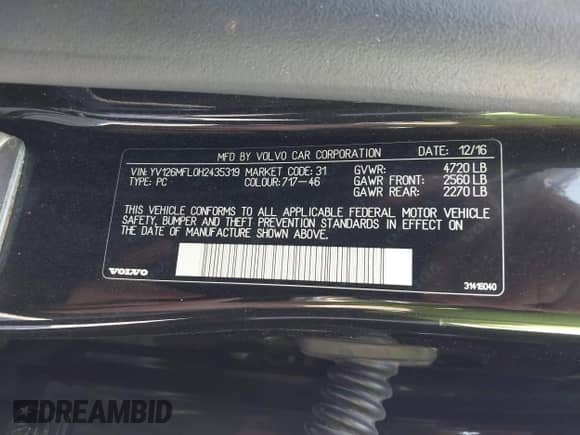 MFD BY VOLVO CAR CORPORATION DATE: 12/16
VIN: YV126MFL0H2435319 MARKET CODE: 31 GVWR: 4720 LB
TYPE: PC COLOUR: 717-46 GAWR FRONT: 2560 LB
GAWR REAR: 2270 LB
THIS VEHICLE CONFORMS TO ALL APPLICABLE FEDERAL MOTOR VEHICLE
SAFETY, BUMPER AND THEFT PREVENTION STANDARDS IN EFFECT ON
THE DATE OF MANUFACTURE SHOWN ABOVE.
VOLVO 31416040
DREAMBID